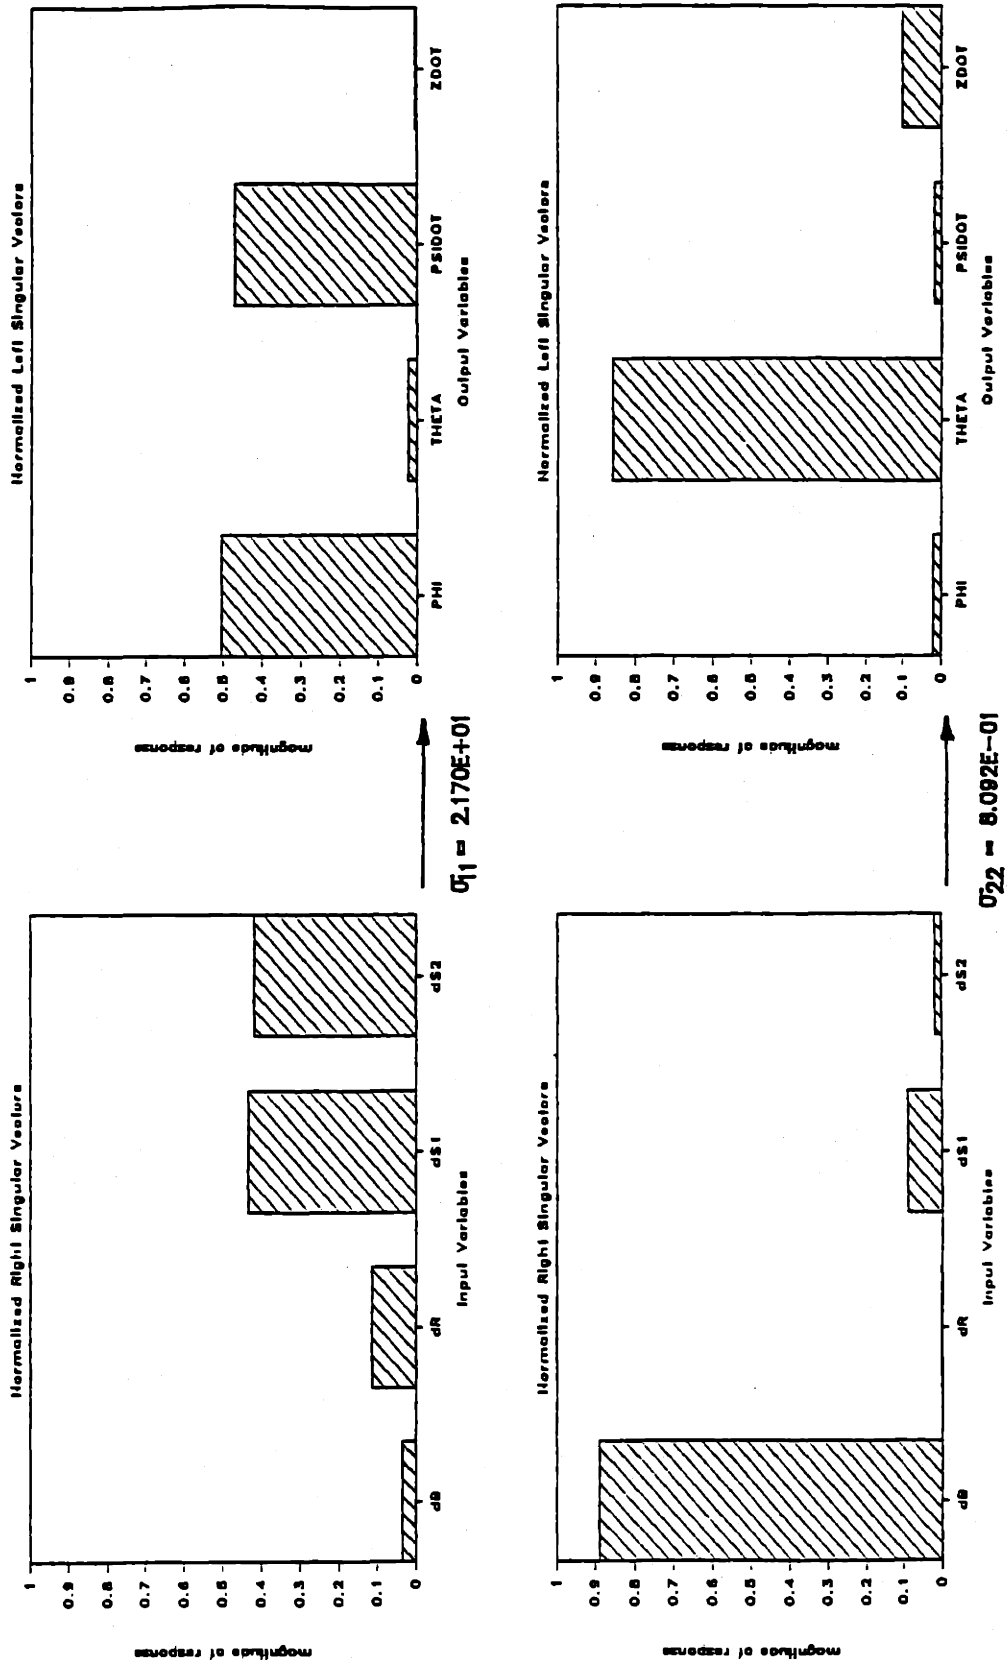 Normalized Right Singular Vectors
magnitude of response
1
0.9
0.8
0.7
0.6
0.5
0.4
0.3
0.2
0.1
0
dB
dR
dS1
dS2
Input Variables
σ11 = 2.170E+01
Normalized Left Singular Vectors
magnitude of response
1
0.9
0.8
0.7
0.6
0.5
0.4
0.3
0.2
0.1
0
PHI
THETA
PSIDOT
ZDOT
Output Variables
Normalized Right Singular Vectors
magnitude of response
1
0.9
0.8
0.7
0.6
0.5
0.4
0.3
0.2
0.1
0
dB
dR
dS1
dS2
Input Variables
σ22 = 8.092E-01
Normalized Left Singular Vectors
magnitude of response
1
0.9
0.8
0.7
0.6
0.5
0.4
0.3
0.2
0.1
0
PHI
THETA
PSIDOT
ZDOT
Output Variables